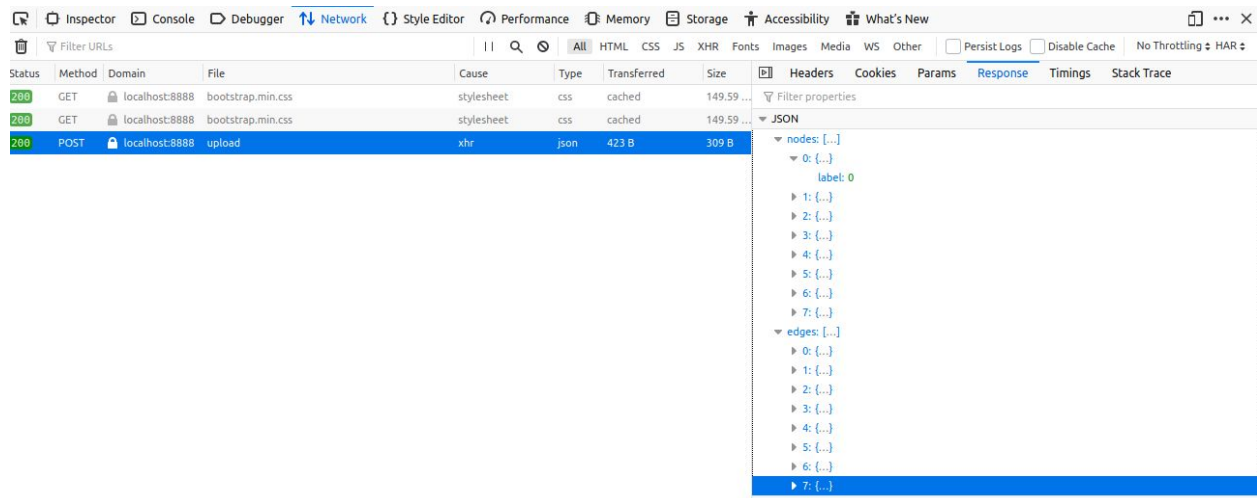 Inspector Console Debugger Network {} Style Editor Performance Memory Storage Accessibility What's New
Filter URLs All HTML CSS JS XHR Fonts Images Media WS Other Persist Logs Disable Cache No Throttling HAR
Status Method Domain File Cause Type Transferred Size Headers Cookies Params Response Timings Stack Trace
200 GET localhost:8888 bootstrap.min.css stylesheet css cached 149.59 ... Filter properties
200 GET localhost:8888 bootstrap.min.css stylesheet css cached 149.59 ... JSON
200 POST localhost:8888 upload xhr json 423 B 309 B nodes: [...]
0: {...}
label: 0
1: {...}
2: {...}
3: {...}
4: {...}
5: {...}
6: {...}
7: {...}
edges: [...]
0: {...}
1: {...}
2: {...}
3: {...}
4: {...}
5: {...}
6: {...}
7: {...}